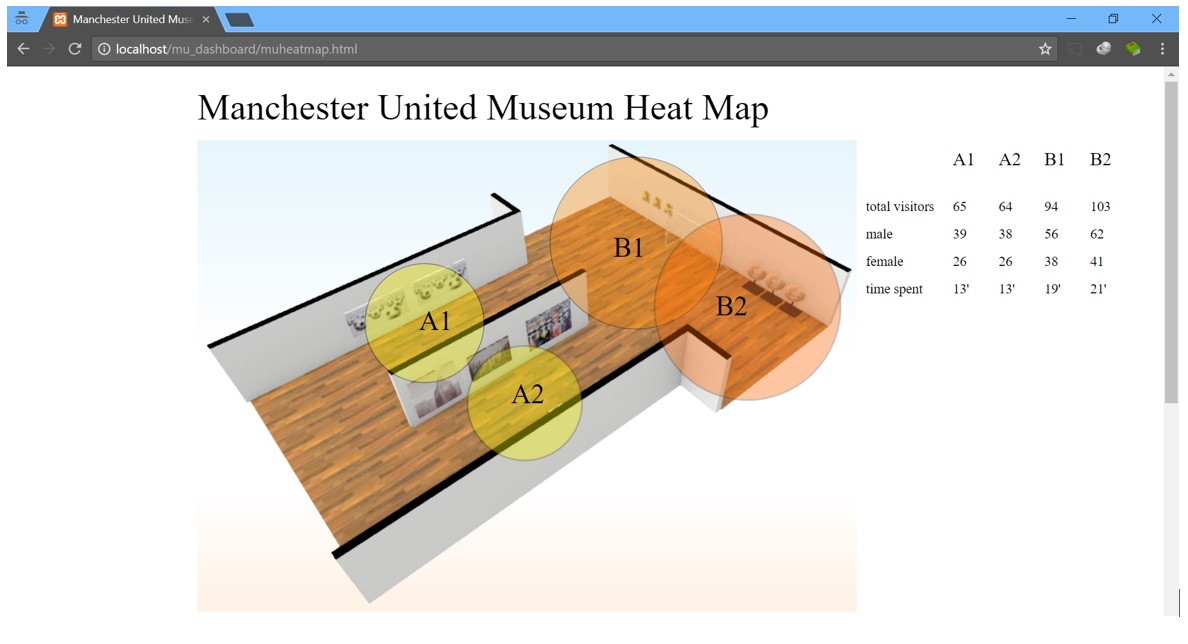 Manchester United Muse
localhost/mu_dashboard/muheatmap.html
Manchester United Museum Heat Map
A1 A2 B1 B2
total visitors 65 64 94 103
male 39 38 56 62
female 26 26 38 41
time spent 13' 13' 19' 21'
B1
B2
A1
A2